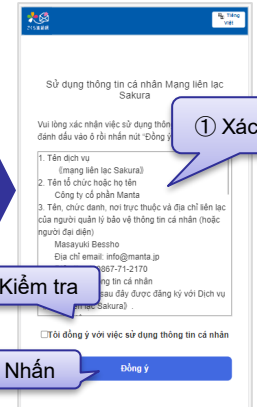 Tiếng
Việt
Sử dụng thông tin cá nhân Mạng liên lạc
Sakura
Vui lòng xác nhận việc sử dụng thôn
đánh dấu vào ô rồi nhấn nút "Đồng ý
① Xác
1. Tên dịch vụ
《mạng liên lạc Sakura》
2. Tên tổ chức hoặc họ tên
Công ty cổ phần Manta
3. Tên, chức danh, nơi trực thuộc và địa chỉ liên lạc
của người quản lý bảo vệ thông tin cá nhân (hoặc
người đại diện)
Masayuki Bessho
Địa chỉ email: info@manta.jp
867-71-2170
Kiểm tra
ng tin cá nhân
sau đây được đăng ký với Dịch vụ
lạc Sakura》.
☐Tôi đồng ý với việc sử dụng thông tin cá nhân
Nhấn
Đồng ý